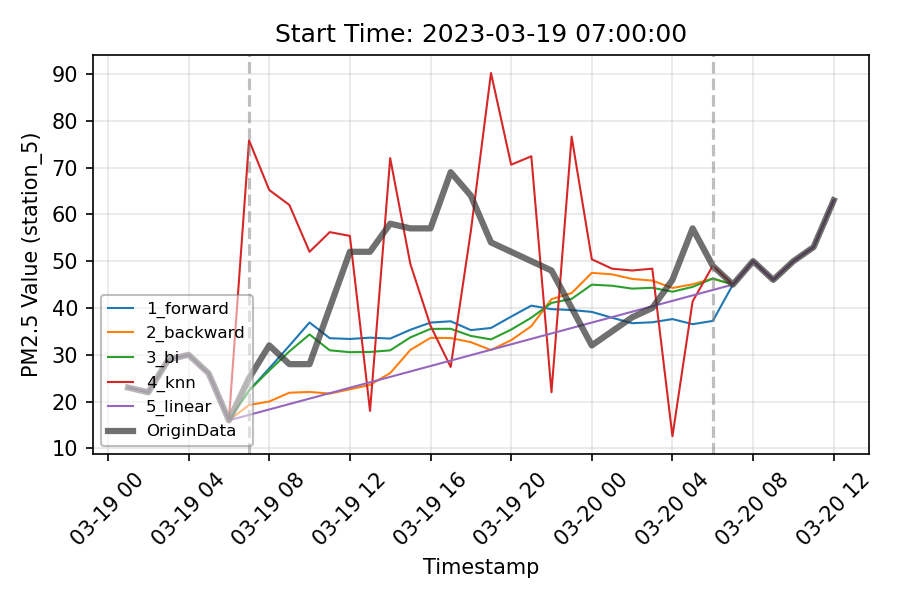 Start Time: 2023-03-19 07:00:00
PM2.5 Value (station_5)
90
80
70
60
50
40
30
20
10
1_forward
2_backward
3_bi
4_knn
5_linear
OriginData
03-19 00
03-19 04
03-19 08
03-19 12
03-19 16
03-19 20
03-20 00
03-20 04
03-20 08
03-20 12
Timestamp